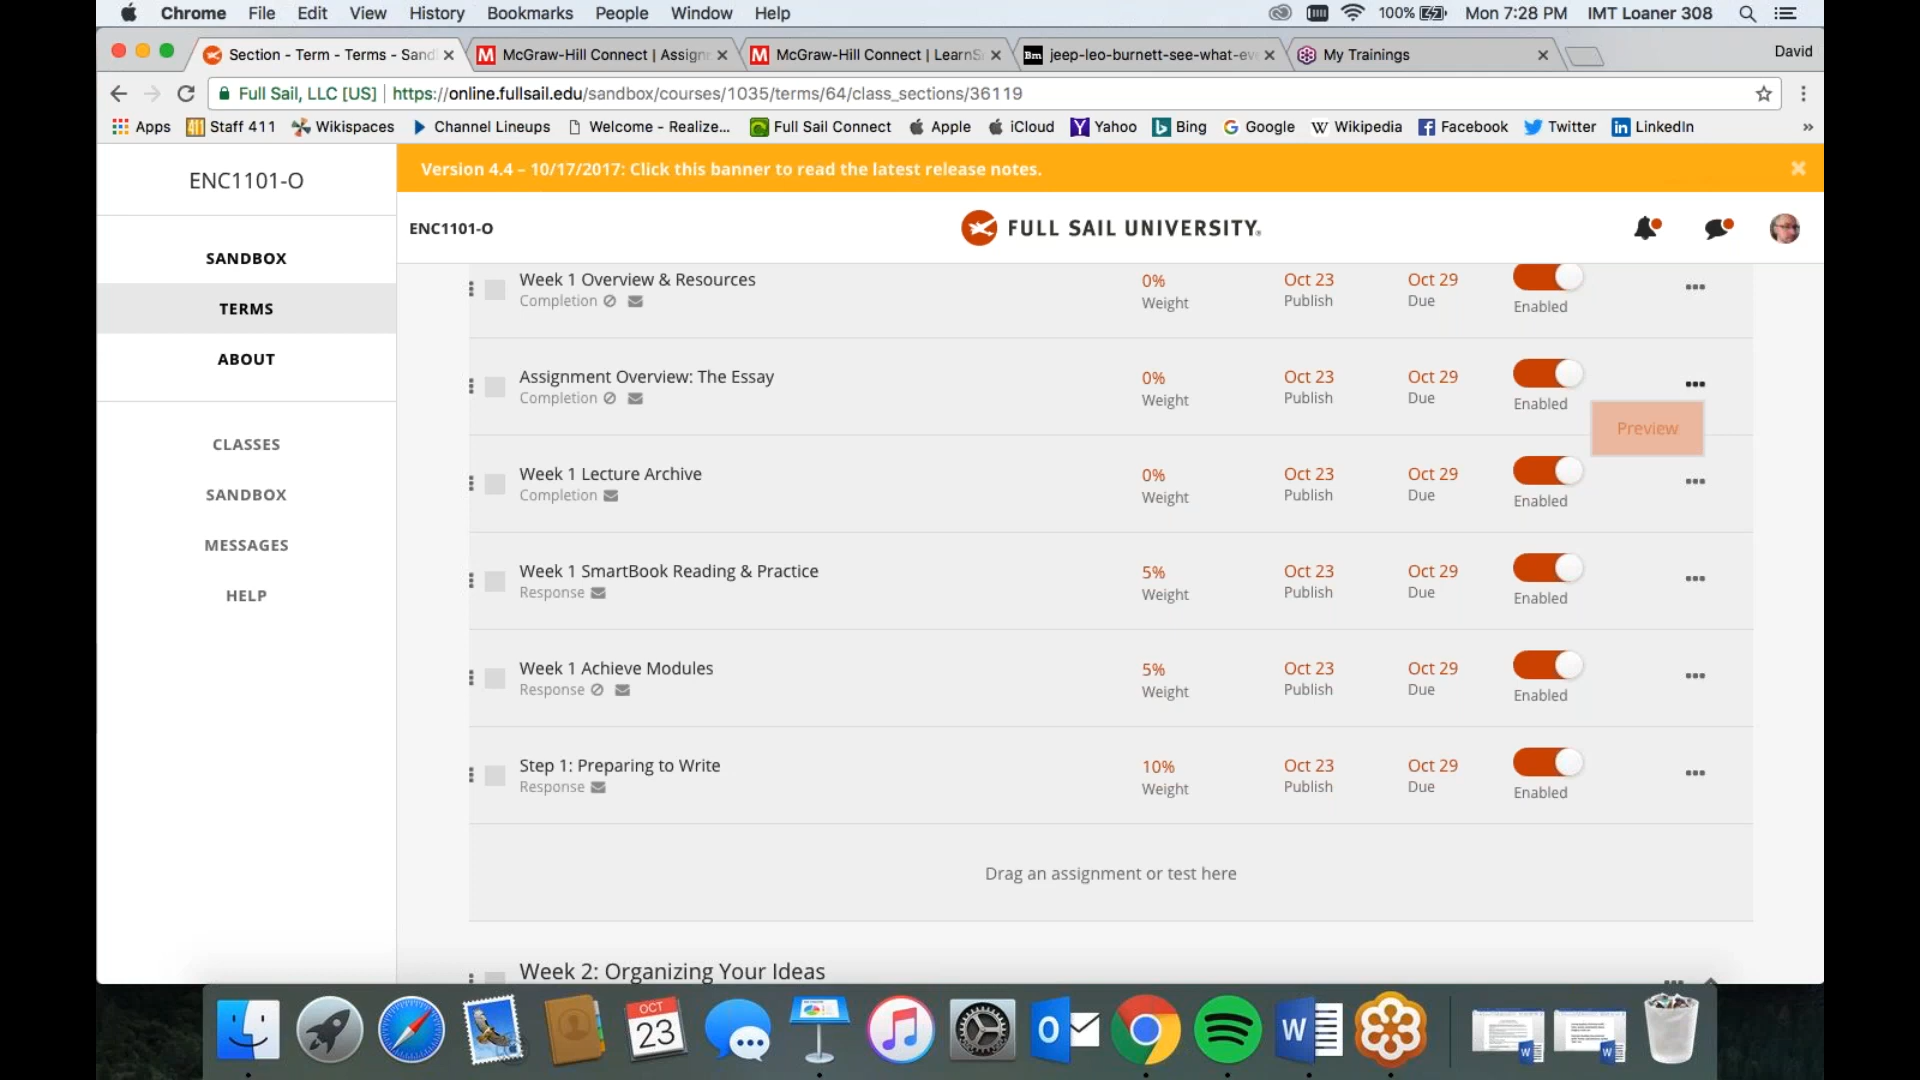 Chrome File Edit View History Bookmarks People Window Help 100% Mon 7:28 PM IMT Loaner 308
Section - Term - Terms - Sand McGraw-Hill Connect | Assign McGraw-Hill Connect | LearnS jeep-leo-burnett-see-what-ev My Trainings David
Full Sail, LLC [US] | https://online.fullsail.edu/sandbox/courses/1035/terms/64/class_sections/36119
Apps Staff 411 Wikispaces Channel Lineups Welcome - Realize... Full Sail Connect Apple iCloud Yahoo Bing Google Wikipedia Facebook Twitter LinkedIn »
ENC1101-O
SANDBOX
TERMS
ABOUT
CLASSES
SANDBOX
MESSAGES
HELP
Version 4.4 – 10/17/2017: Click this banner to read the latest release notes.
ENC1101-O FULL SAIL UNIVERSITY.
Week 1 Overview & Resources 0% Oct 23 Oct 29
Completion Weight Publish Due Enabled
Assignment Overview: The Essay 0% Oct 23 Oct 29
Completion Weight Publish Due Enabled
Preview
Week 1 Lecture Archive 0% Oct 23 Oct 29
Completion Weight Publish Due Enabled
Week 1 SmartBook Reading & Practice 5% Oct 23 Oct 29
Response Weight Publish Due Enabled
Week 1 Achieve Modules 5% Oct 23 Oct 29
Response Weight Publish Due Enabled
Step 1: Preparing to Write 10% Oct 23 Oct 29
Response Weight Publish Due Enabled
Drag an assignment or test here
Week 2: Organizing Your Ideas
OCT
23